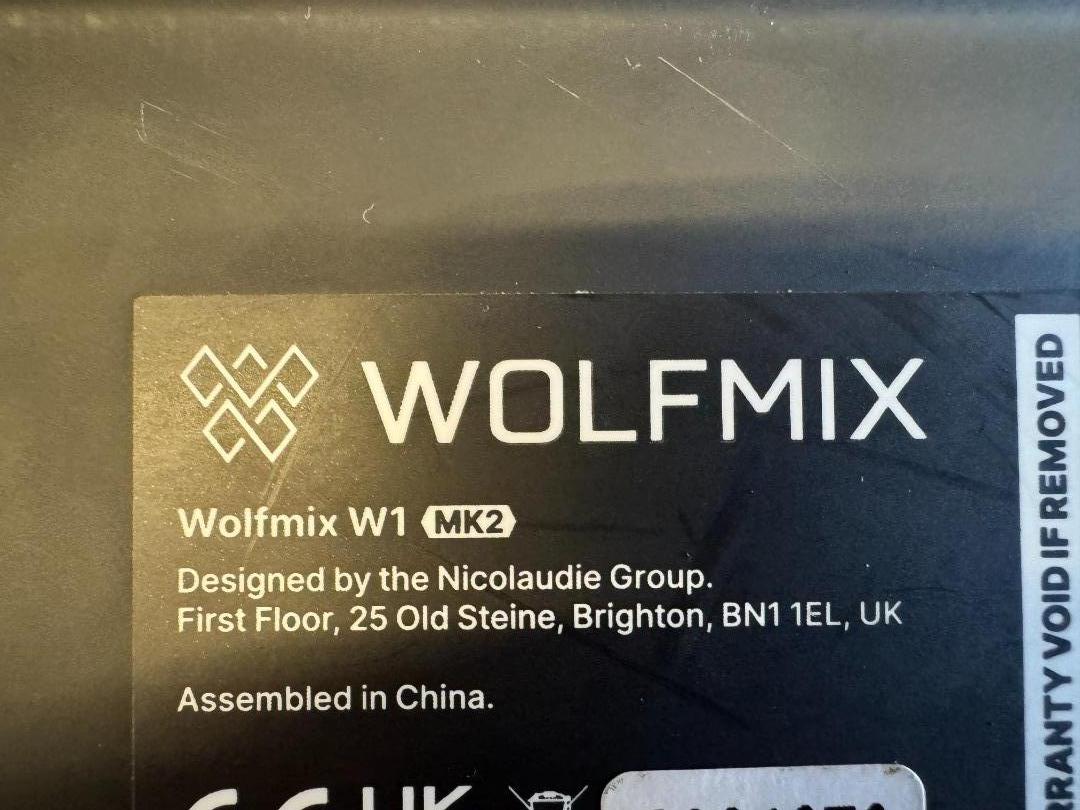 WOLFMIX
Wolfmix W1 MK2
Designed by the Nicolaudie Group.
First Floor, 25 Old Steine, Brighton, BN1 1EL, UK
Assembled in China.
VOID IF REMOVED